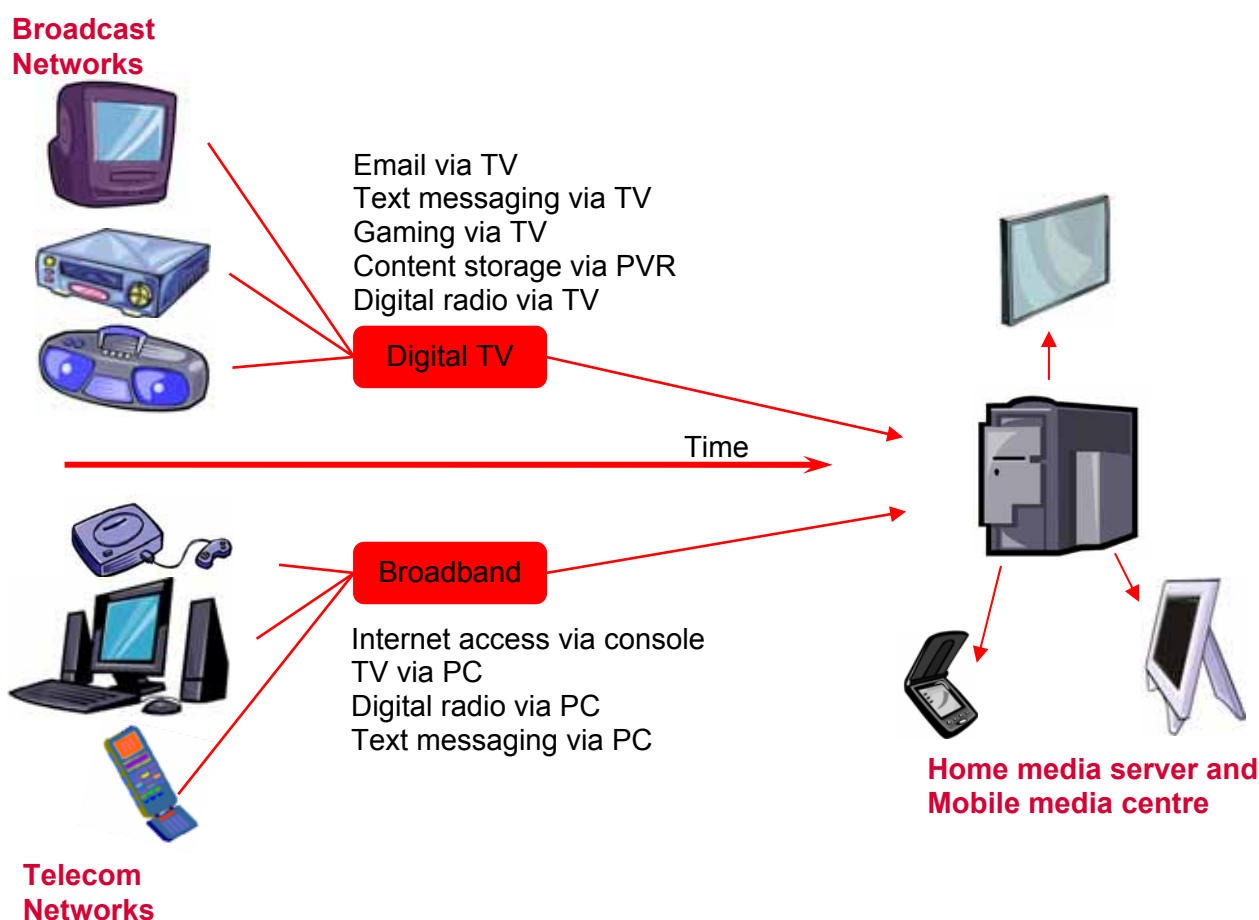 Broadcast
Networks
Email via TV
Text messaging via TV
Gaming via TV
Content storage via PVR
Digital radio via TV
Digital TV
Time
Broadband
Internet access via console
TV via PC
Digital radio via PC
Text messaging via PC
Home media server and
Mobile media centre
Telecom
Networks